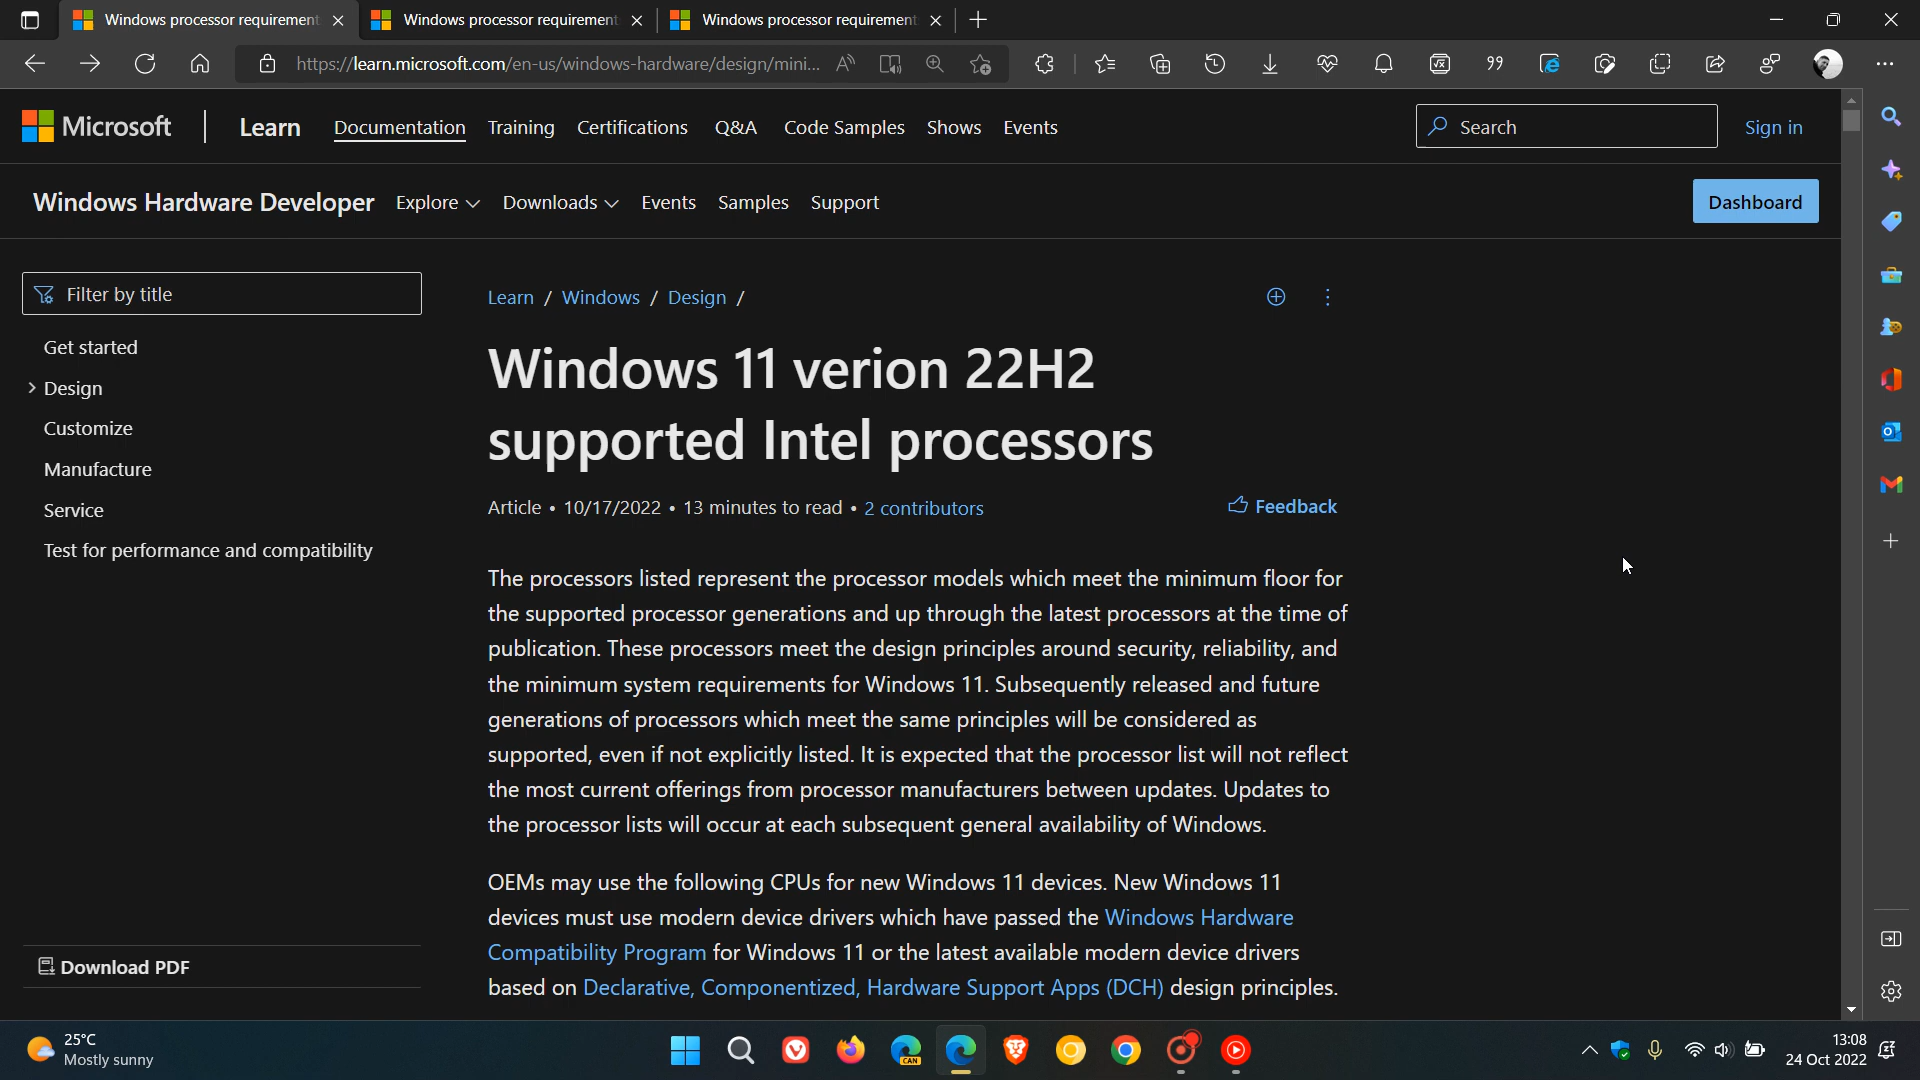 Windows processor requirement
Windows processor requirement
Windows processor requirement
https://learn.microsoft.com/en-us/windows-hardware/design/mini...
Microsoft
Learn
Documentation
Training
Certifications
Q&A
Code Samples
Shows
Events
Search
Sign in
Windows Hardware Developer
Explore
Downloads
Events
Samples
Support
Dashboard
Filter by title
Get started
Design
Customize
Manufacture
Service
Test for performance and compatibility
Download PDF
Learn / Windows / Design /
Windows 11 verion 22H2
supported Intel processors
Article • 10/17/2022 • 13 minutes to read • 2 contributors
Feedback
The processors listed represent the processor models which meet the minimum floor for
the supported processor generations and up through the latest processors at the time of
publication. These processors meet the design principles around security, reliability, and
the minimum system requirements for Windows 11. Subsequently released and future
generations of processors which meet the same principles will be considered as
supported, even if not explicitly listed. It is expected that the processor list will not reflect
the most current offerings from processor manufacturers between updates. Updates to
the processor lists will occur at each subsequent general availability of Windows.
OEMs may use the following CPUs for new Windows 11 devices. New Windows 11
devices must use modern device drivers which have passed the Windows Hardware
Compatibility Program for Windows 11 or the latest available modern device drivers
based on Declarative, Componentized, Hardware Support Apps (DCH) design principles.
25°C
Mostly sunny
CAN
13:08
24 Oct 2022